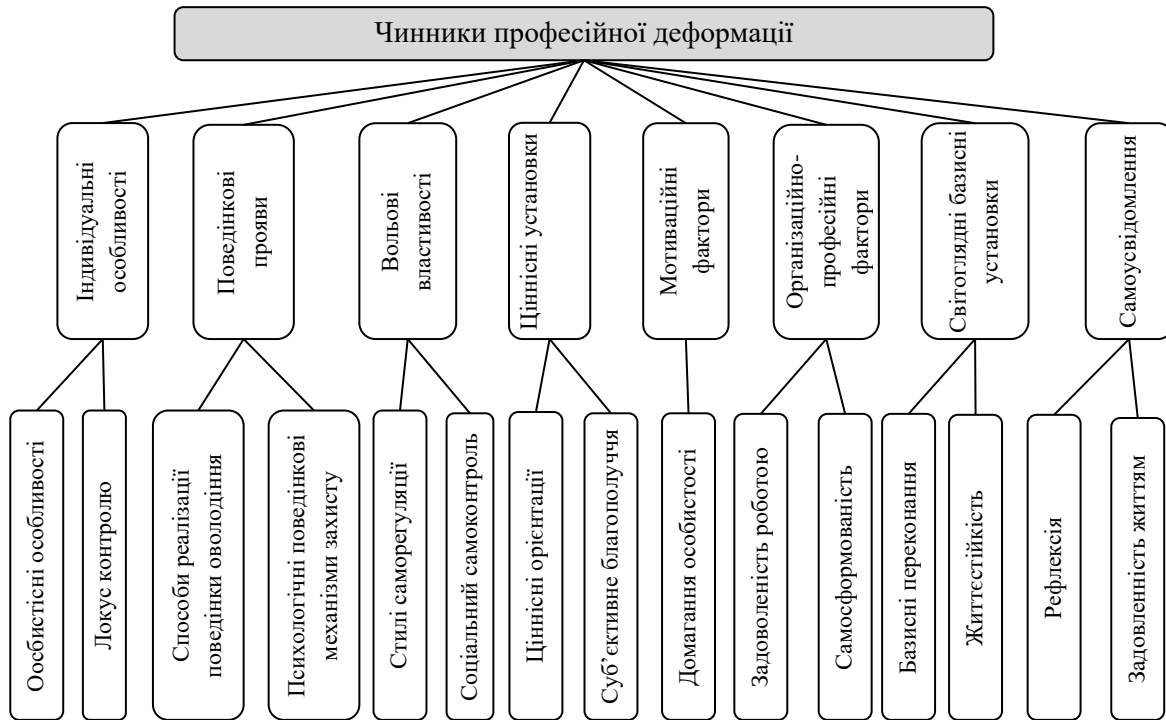 Чинники професійної деформації
Індивідуальні
особливості
Поведінкові
прояви
Вольові
властивості
Ціннісні установки
Мотиваційні
фактори
Організаційно-
професійні
фактори
Світоглядні базисні
установки
Самоусвідомлення
Оосбистісні особливості
Локус контролю
Способи реалізації
поведінки оволодіння
Психологічні поведінкові
механізми захисту
Стилі саморегуляції
Соціальний самоконтроль
Ціннісні орієнтації
Суб’єктивне благополуччя
Домагання особистості
Задоволеність роботою
Самосформованість
Базисні переконання
Життєстійкість
Рефлексія
Задовленність життям